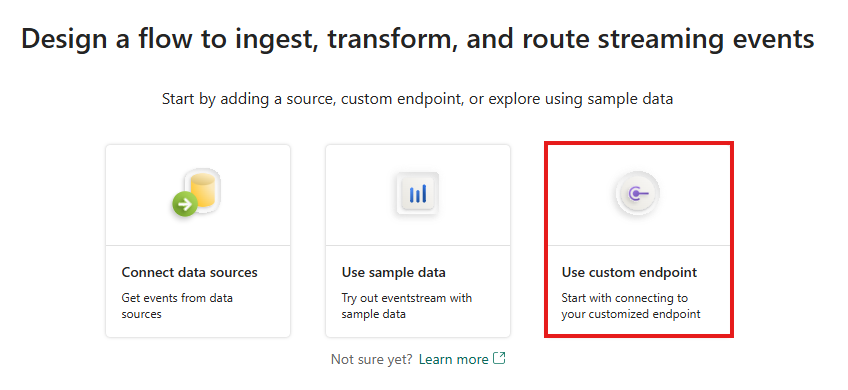 Design a flow to ingest, transform, and route streaming events
Start by adding a source, custom endpoint, or explore using sample data
Connect data sources
Get events from data
sources
Use sample data
Try out eventstream with
sample data
Use custom endpoint
Start with connecting to
your customized endpoint
Not sure yet? Learn more